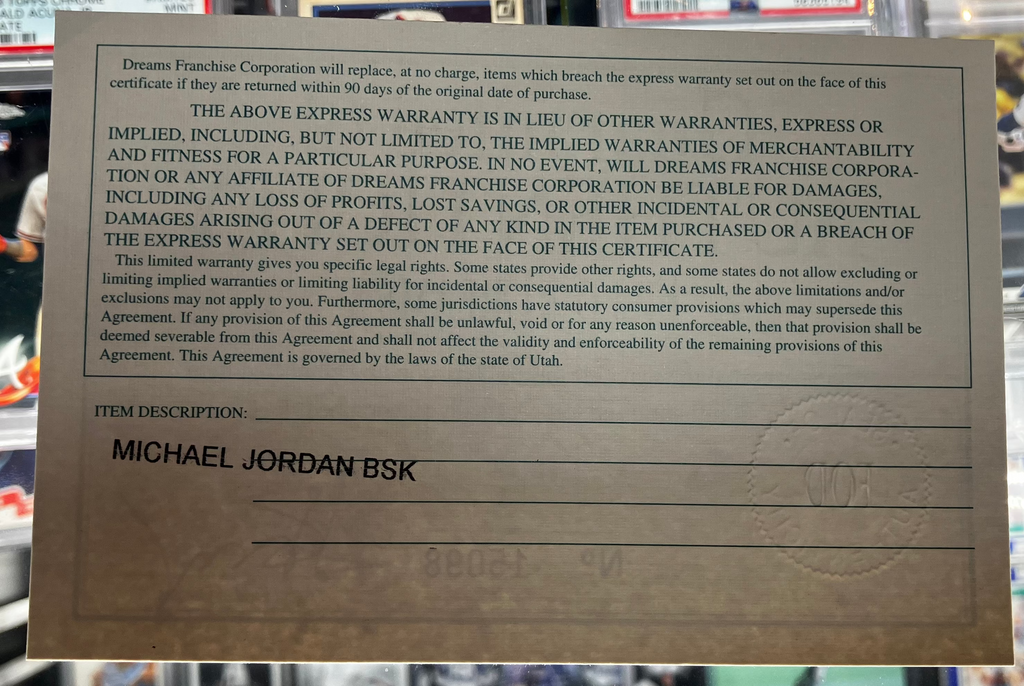 MINT
Dreams Franchise Corporation will replace, at no charge, items which breach the express warranty set out on the face of this
certificate if they are returned within 90 days of the original date of purchase.
THE ABOVE EXPRESS WARRANTY IS IN LIEU OF OTHER WARRANTIES, EXPRESS OR
IMPLIED, INCLUDING, BUT NOT LIMITED TO, THE IMPLIED WARRANTIES OF MERCHANTABILITY
AND FITNESS FOR A PARTICULAR PURPOSE. IN NO EVENT, WILL DREAMS FRANCHISE CORPORA-
TION OR ANY AFFILIATE OF DREAMS FRANCHISE CORPORATION BE LIABLE FOR DAMAGES,
INCLUDING ANY LOSS OF PROFITS, LOST SAVINGS, OR OTHER INCIDENTAL OR CONSEQUENTIAL
DAMAGES ARISING OUT OF A DEFECT OF ANY KIND IN THE ITEM PURCHASED OR A BREACH OF
THE EXPRESS WARRANTY SET OUT ON THE FACE OF THIS CERTIFICATE.
This limited warranty gives you specific legal rights. Some states provide other rights, and some states do not allow excluding or
limiting implied warranties or limiting liability for incidental or consequential damages. As a result, the above limitations and/or
exclusions may not apply to you. Furthermore, some jurisdictions have statutory consumer provisions which may supersede this
Agreement. If any provision of this Agreement shall be unlawful, void or for any reason unenforceable, then that provision shall be
deemed severable from this Agreement and shall not affect the validity and enforceability of the remaining provisions of this
Agreement. This Agreement is governed by the laws of the state of Utah.
ITEM DESCRIPTION:
MICHAEL JORDAN BSK
Nº 15098